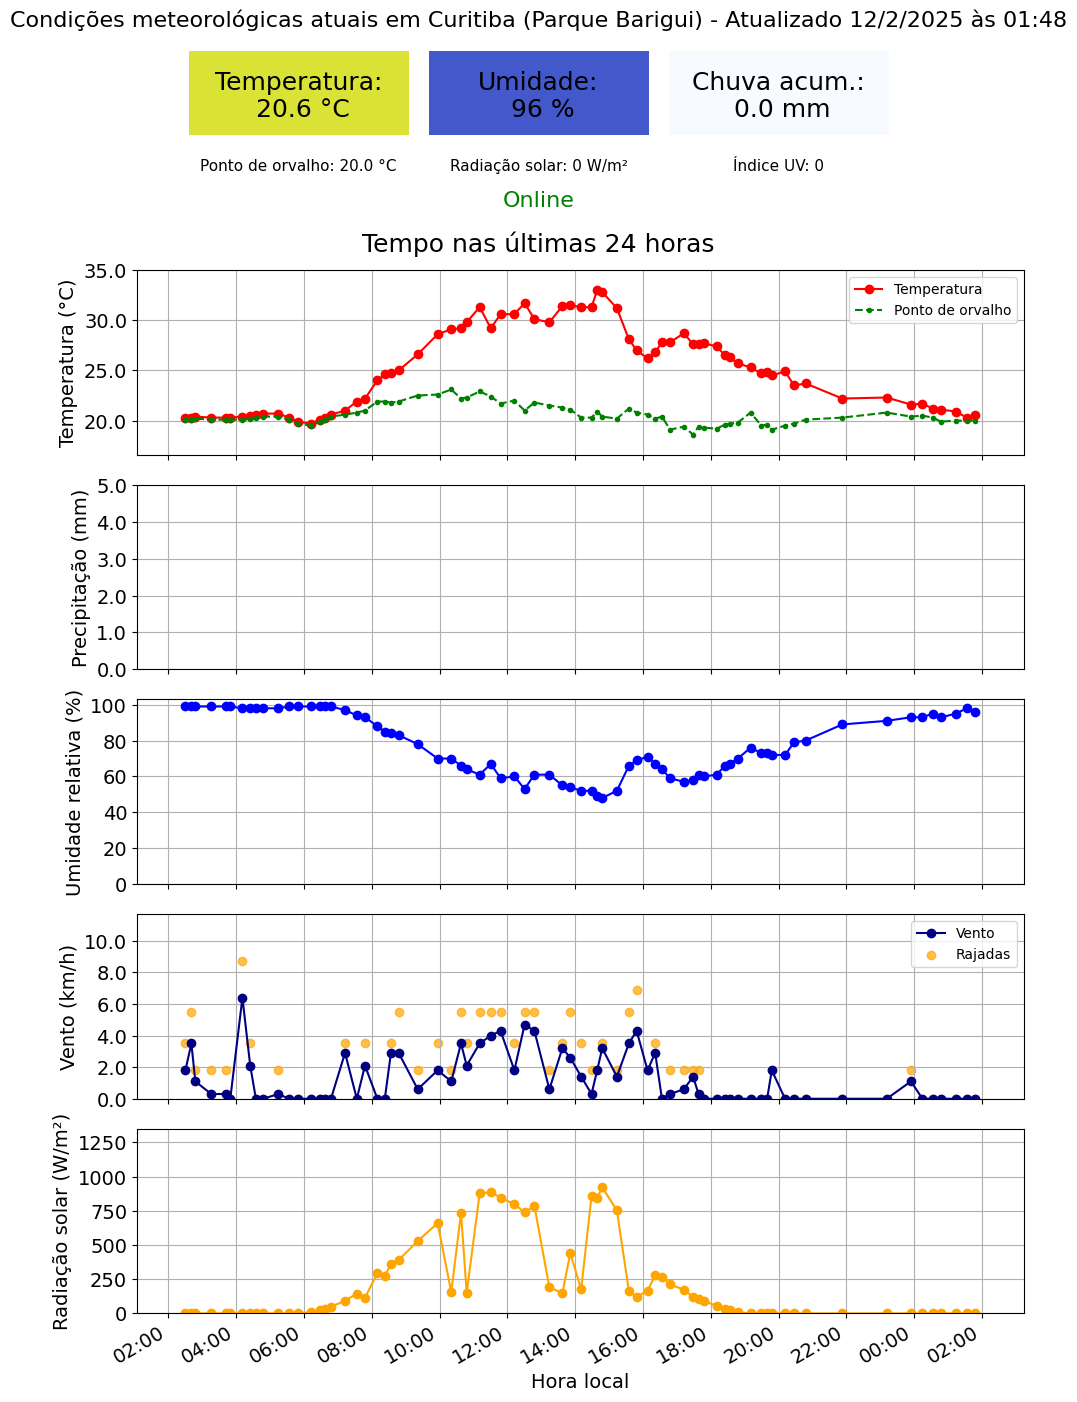 Condições meteorológicas atuais em Curitiba (Parque Barigui) - Atualizado 12/2/2025 às 01:48
Temperatura:
20.6 °C
Umidade:
96 %
Chuva acum.:
0.0 mm
Ponto de orvalho: 20.0 °C
Radiação solar: 0 W/m²
Índice UV: 0
Online
Tempo nas últimas 24 horas
Temperatura (°C)
35.0
30.0
25.0
20.0
Temperatura
Ponto de orvalho
Precipitação (mm)
5.0
4.0
3.0
2.0
1.0
0.0
Umidade relativa (%)
100
80
60
40
20
0
Vento (km/h)
10.0
8.0
6.0
4.0
2.0
0.0
Vento
Rajadas
Radiação solar (W/m²)
1250
1000
750
500
250
0
02:00
04:00
06:00
08:00
10:00
12:00
14:00
16:00
18:00
20:00
22:00
00:00
02:00
Hora local